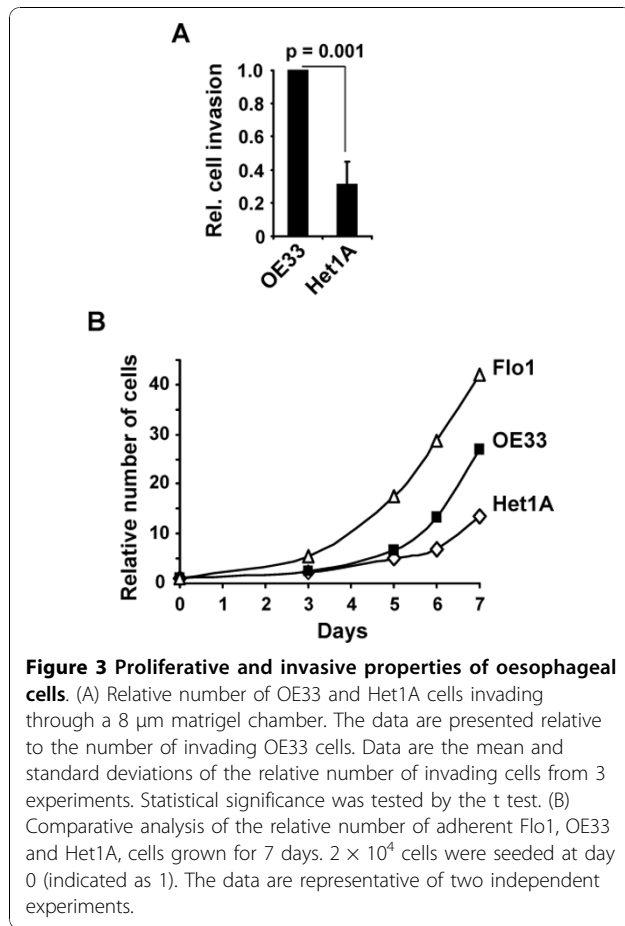 A
p = 0.001
Rel. cell invasion
1.0
0.8
0.6
0.4
0.2
0
OE33
Het1A
B
Relative number of cells
40
30
20
10
0
Flo1
OE33
Het1A
0 1 2 3 4 5 6 7
Days
Figure 3 Proliferative and invasive properties of oesophageal
cells. (A) Relative number of OE33 and Het1A cells invading
through a 8 μm matrigel chamber. The data are presented relative
to the number of invading OE33 cells. Data are the mean and
standard deviations of the relative number of invading cells from 3
experiments. Statistical significance was tested by the t test. (B)
Comparative analysis of the relative number of adherent Flo1, OE33
and Het1A, cells grown for 7 days. 2 × 10⁴ cells were seeded at day
0 (indicated as 1). The data are representative of two independent
experiments.